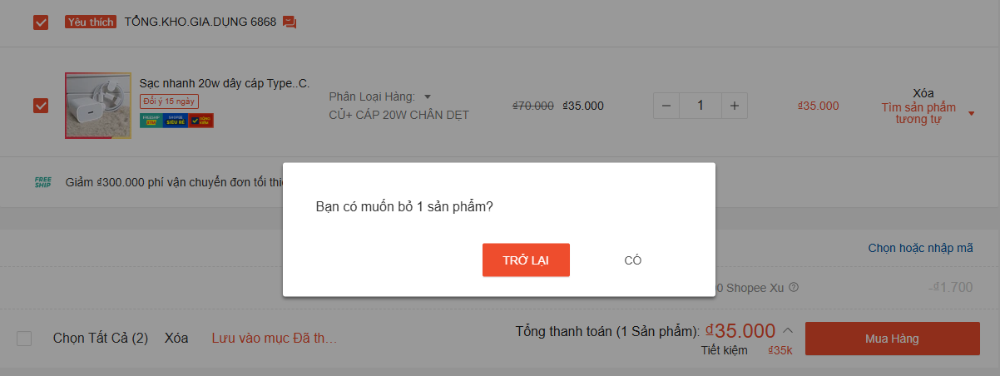 Yêu thích TỔNG.KHO.GIA.DỤNG 6868
Sạc nhanh 20w dây cáp Type..C.
Đổi ý 15 ngày
Phân Loại Hàng:
CỦ+ CÁP 20W CHÂN DẸT
₫70.000 ₫35.000
1
₫35.000
Xóa
Tìm sản phẩm
tương tự
FREE
SHIP
Giảm ₫300.000 phí vận chuyển đơn tối
Bạn có muốn bỏ 1 sản phẩm?
TRỞ LẠI
CÓ
Chọn hoặc nhập mã
Shopee Xu
-₫1.700
Chọn Tất Cả (2)
Xóa
Lưu vào mục Đã th…
Tổng thanh toán (1 Sản phẩm): ₫35.000
Tiết kiệm ₫35k
Mua Hàng